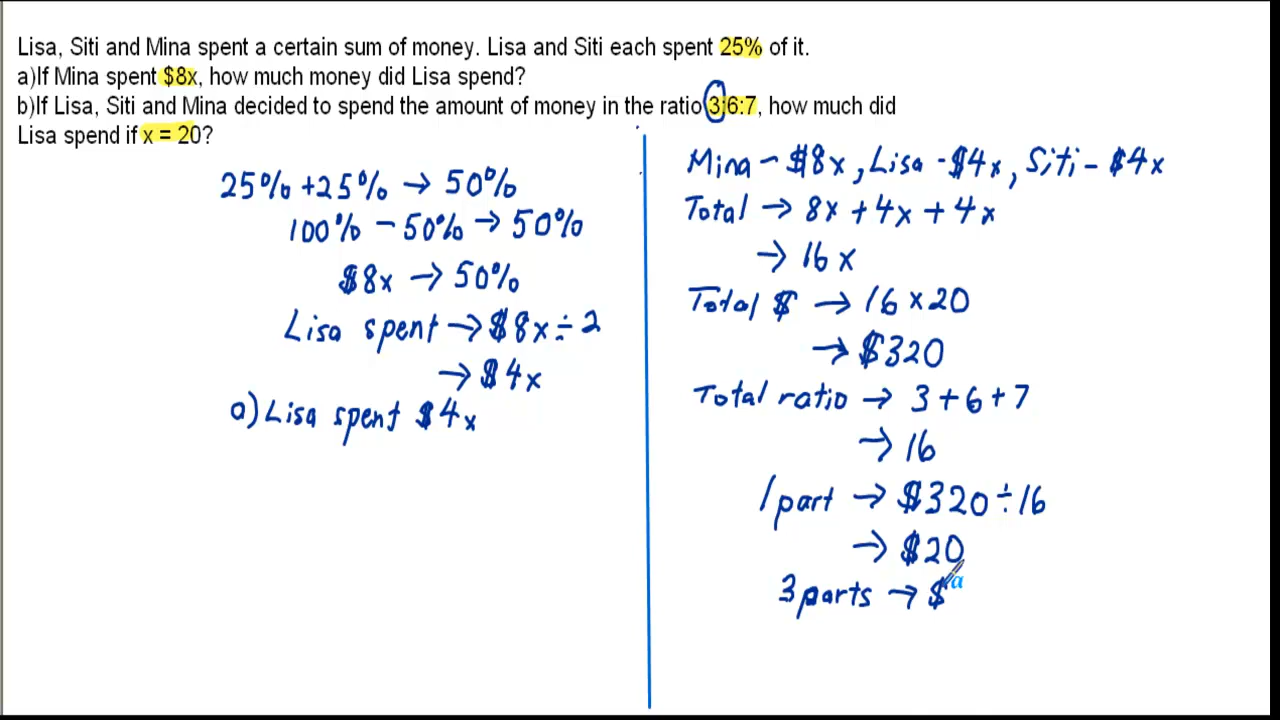 Lisa, Siti and Mina spent a certain sum of money. Lisa and Siti each spent 25% of it.
a)If Mina spent $8x, how much money did Lisa spend?
b)If Lisa, Siti and Mina decided to spend the amount of money in the ratio 3:6:7, how much did
Lisa spend if x = 20?
25% +25% → 50%
100% - 50% → 50%
$8x → 50%
Lisa spent → $8x ÷ 2
→ $4x
a) Lisa spent $4x
Mina - $8x, Lisa - $4x, Siti - $4x
Total → 8x + 4x + 4x
→ 16x
Total $ → 16 x 20
→ $320
Total ratio → 3 + 6 + 7
→ 16
1 part → $320 ÷ 16
→ $20
3 parts → $